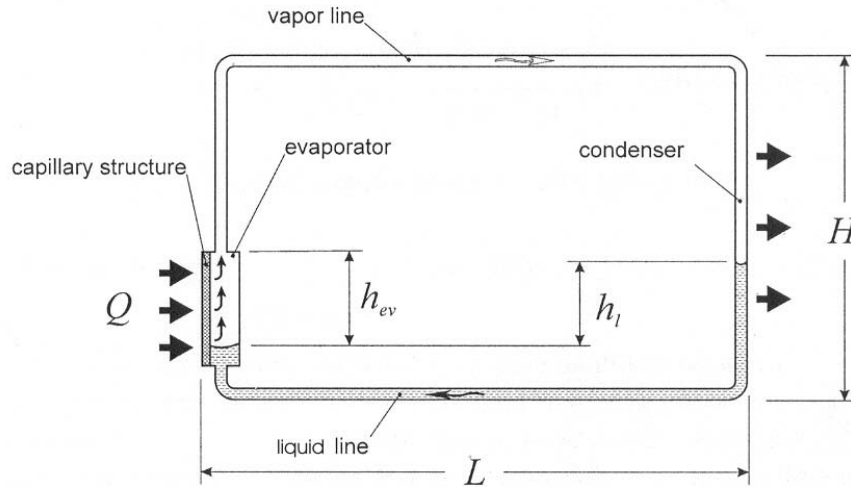 vapor line
capillary structure
evaporator
condenser
H
Q
h_ev
h_l
liquid line
L